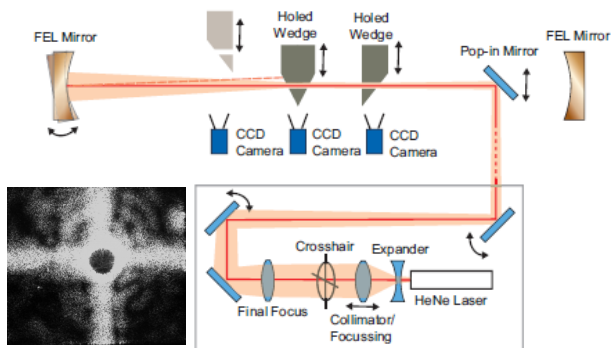 FEL Mirror
Holed
Wedge
Holed
Wedge
Pop-in Mirror
FEL Mirror
CCD
Camera
CCD
Camera
CCD
Camera
Crosshair
Expander
Final Focus
Collimator/
Focussing
HeNe Laser